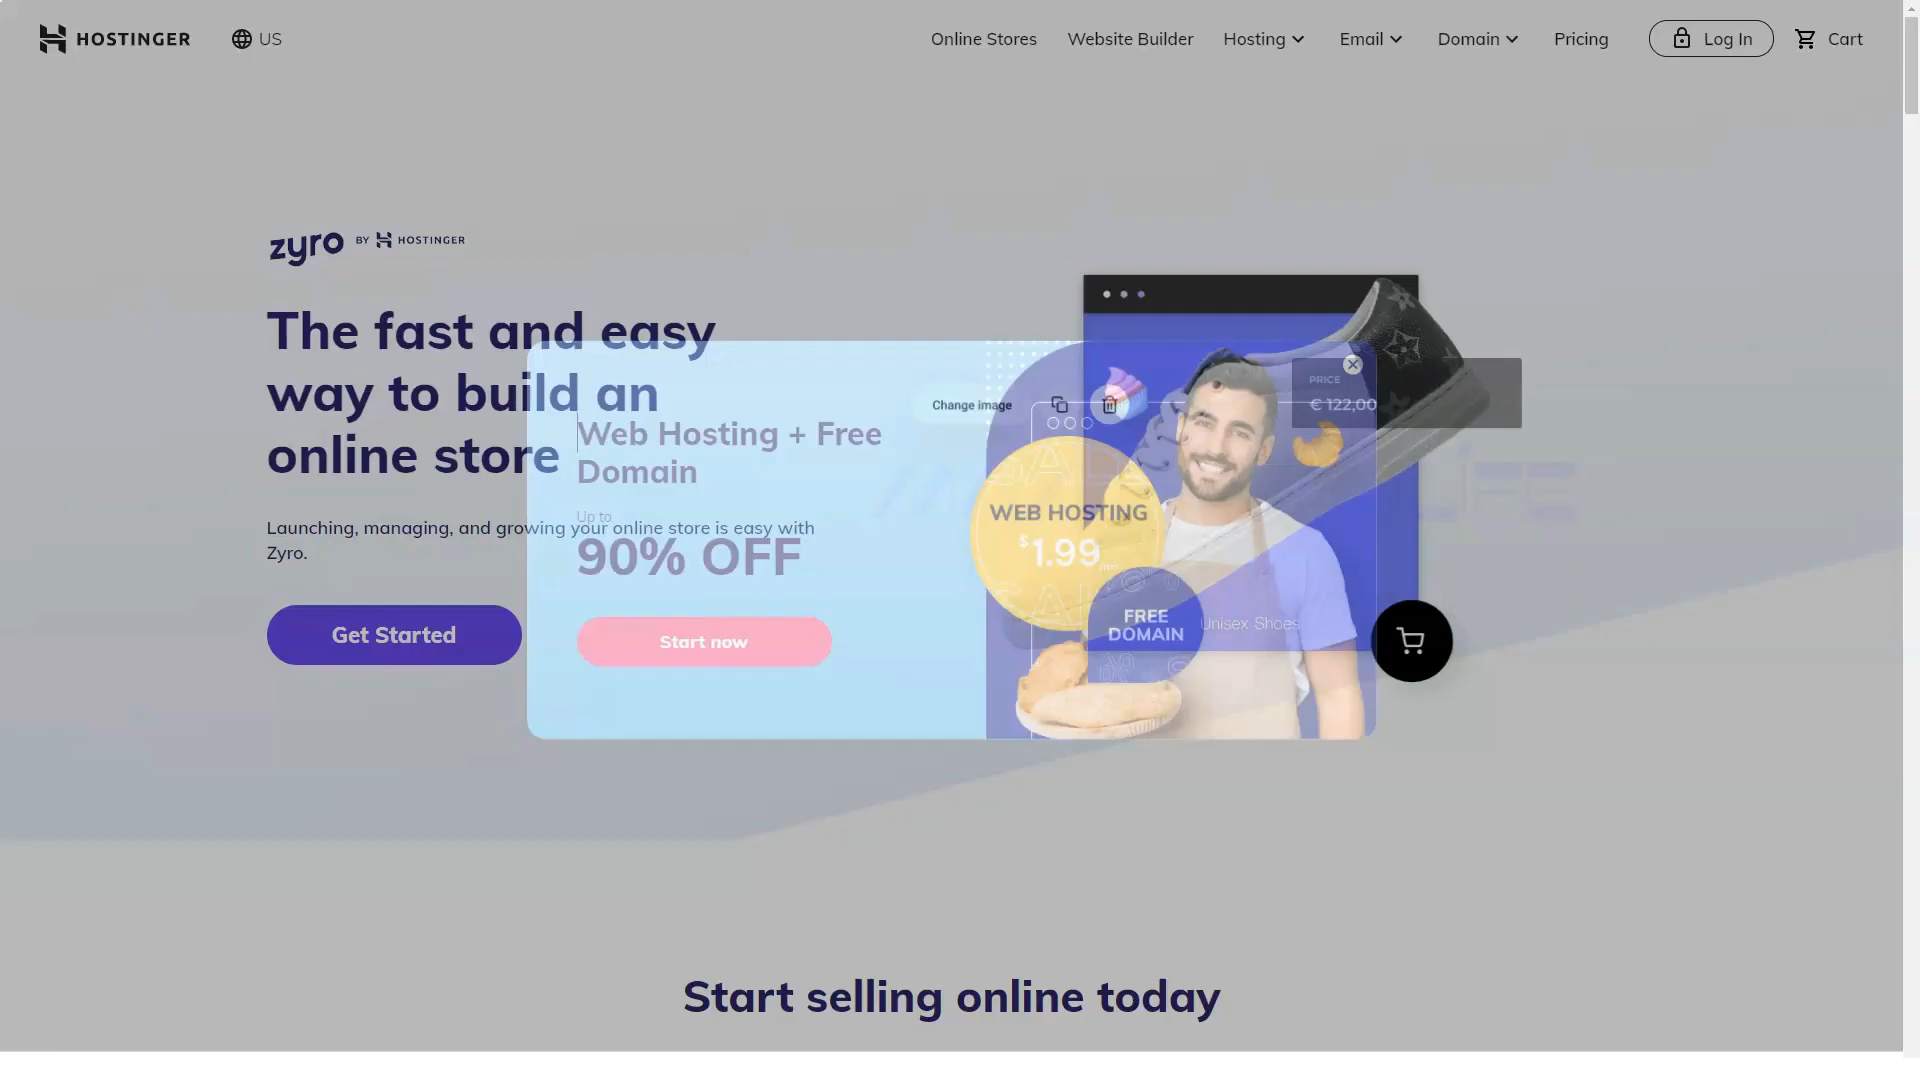 HOSTINGER
US
Online Stores
Website Builder
Hosting
Email
Domain
Pricing
Log In
Cart
zyro BY HOSTINGER
The fast and easy
way to build an
online store
Launching, managing, and growing your online store is easy with
Zyro.
Get Started
Web Hosting + Free
Domain
Up to
90% OFF
Start now
Change image
PRICE
€ 122,00
WEB HOSTING
$1.99
FREE
DOMAIN
Unisex Shoes
Start selling online today